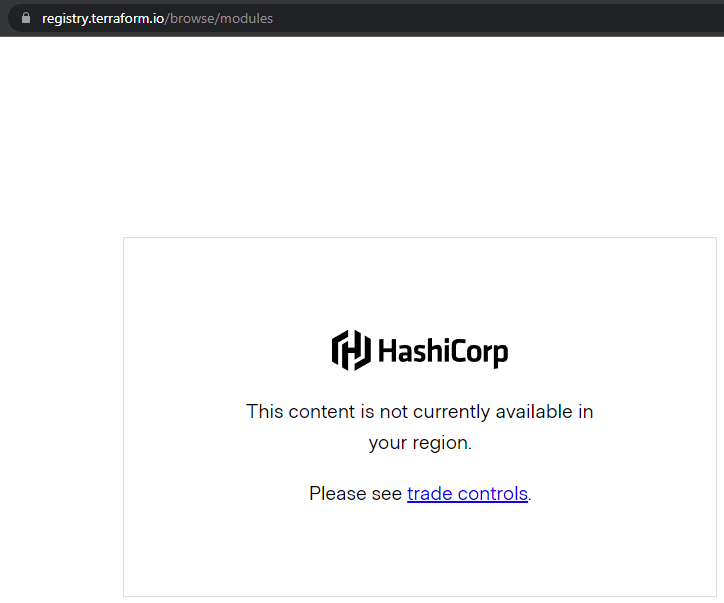 registry.terraform.io/browse/modules
HashiCorp
This content is not currently available in
your region.
Please see trade controls.